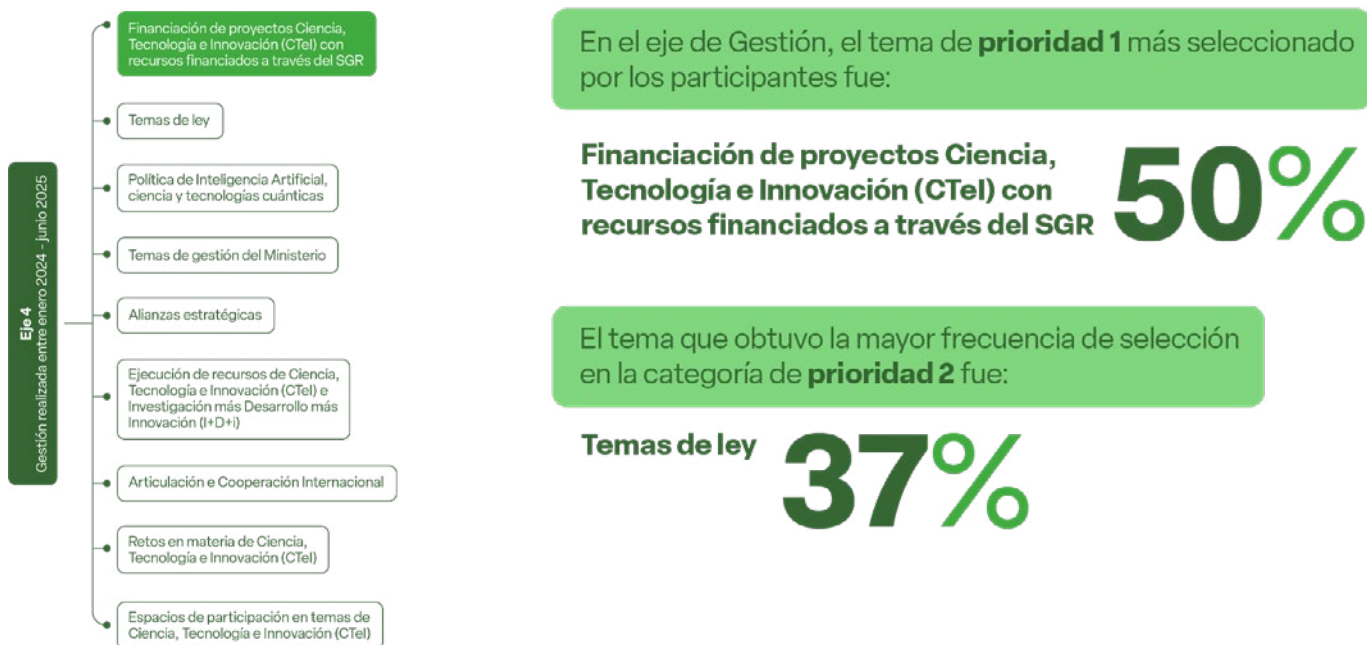 Eje 4
Gestión realizada entre enero 2024 - junio 2025
Financiación de proyectos Ciencia,
Tecnología e Innovación (CTeI) con
recursos financiados a través del SGR
Temas de ley
Política de Inteligencia Artificial,
ciencia y tecnologías cuánticas
Temas de gestión del Ministerio
Alianzas estratégicas
Ejecución de recursos de Ciencia,
Tecnología e Innovación (CTeI) e
Investigación más Desarrollo más
Innovación (I+D+i)
Articulación e Cooperación Internacional
Retos en materia de Ciencia,
Tecnología e Innovación (CTeI)
Espacios de participación en temas de
Ciencia, Tecnología e Innovación (CTeI)
En el eje de Gestión, el tema de prioridad 1 más seleccionado
por los participantes fue:
Financiación de proyectos Ciencia,
Tecnología e Innovación (CTeI) con
recursos financiados a través del SGR
50%
El tema que obtuvo la mayor frecuencia de selección
en la categoría de prioridad 2 fue:
Temas de ley
37%